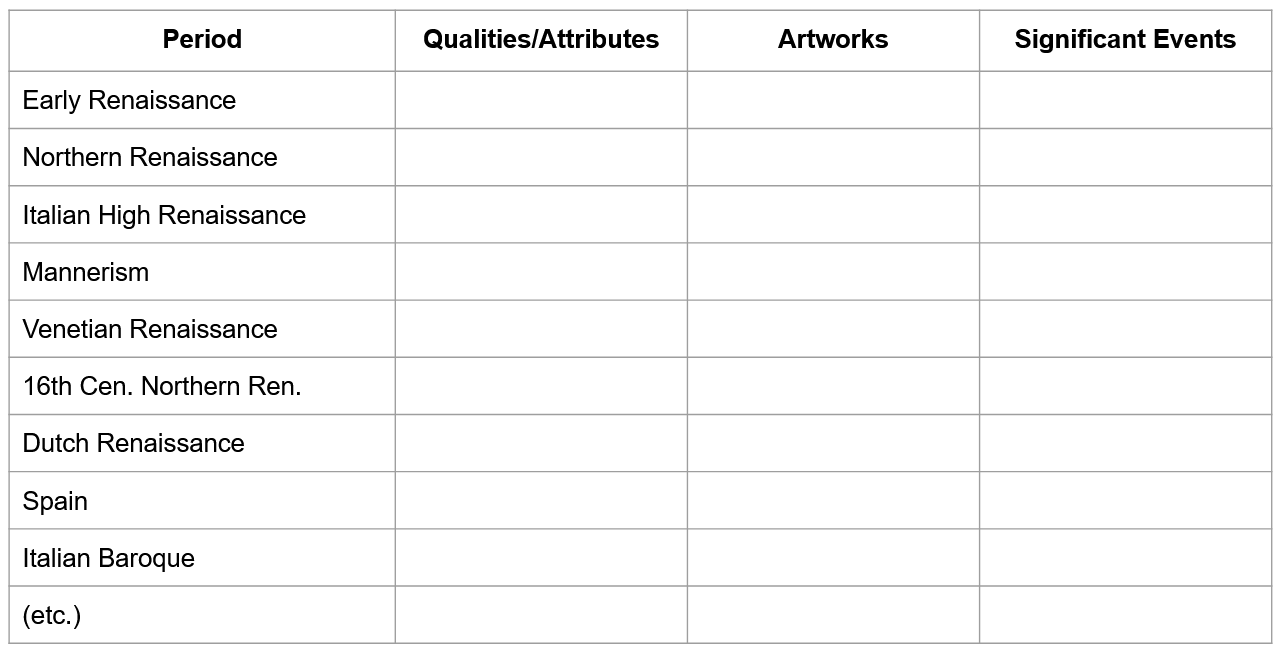 Period Qualities/Attributes Artworks Significant Events
Early Renaissance
Northern Renaissance
Italian High Renaissance
Mannerism
Venetian Renaissance
16th Cen. Northern Ren.
Dutch Renaissance
Spain
Italian Baroque
(etc.)